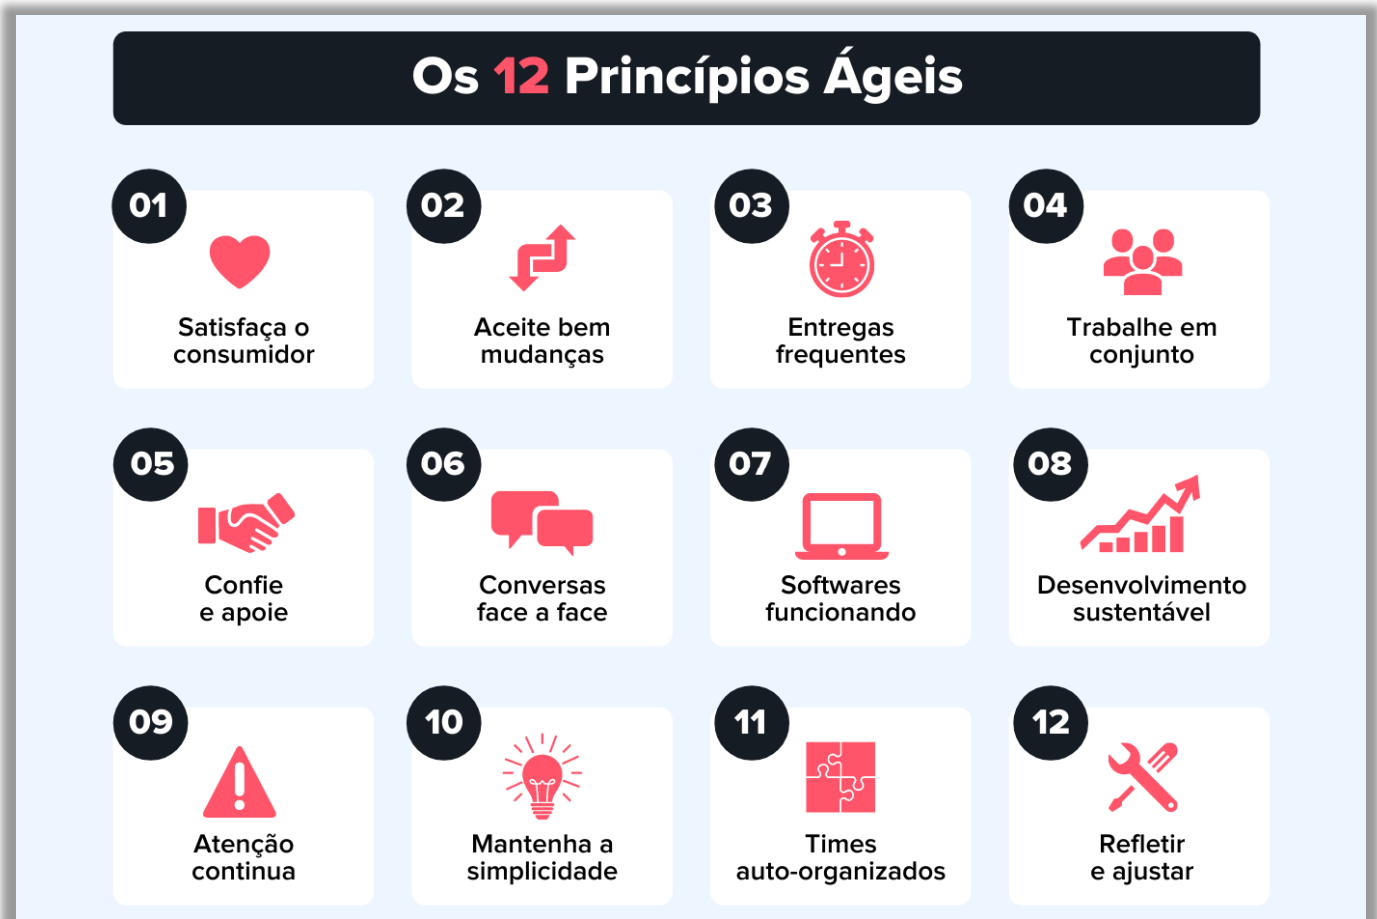 Os 12 Princípios Ágeis
01
Satisfaça o
consumidor
02
Aceite bem
mudanças
03
Entregas
frequentes
04
Trabalhe em
conjunto
05
Confie
e apoie
06
Conversas
face a face
07
Softwares
funcionando
08
Desenvolvimento
sustentável
09
Atenção
continua
10
Mantenha a
simplicidade
11
Times
auto-organizados
12
Refletir
e ajustar